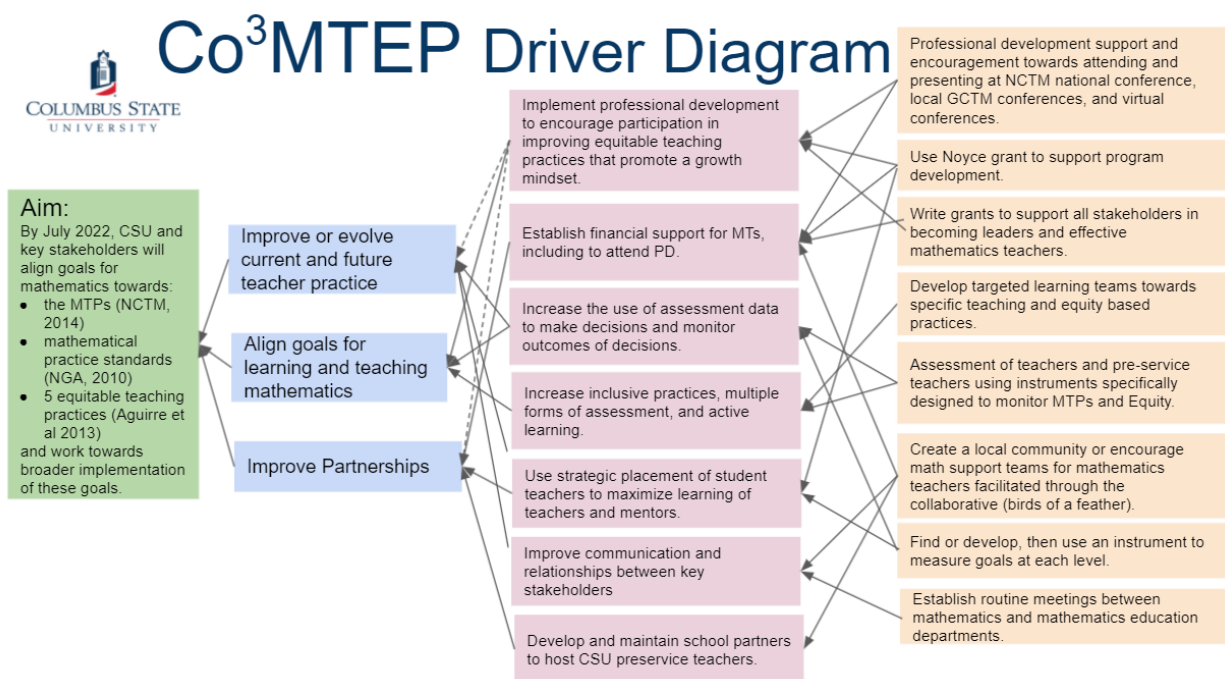 Co³MTEP Driver Diagram
COLUMBUS STATE
UNIVERSITY
Aim:
By July 2022, CSU and
key stakeholders will
align goals for
mathematics towards:
● the MTPs (NCTM,
2014)
● mathematical
practice standards
(NGA, 2010)
● 5 equitable teaching
practices (Aguirre et
al 2013)
and work towards
broader implementation
of these goals.
Improve or evolve
current and future
teacher practice
Align goals for
learning and teaching
mathematics
Improve Partnerships
Implement professional development
to encourage participation in
improving equitable teaching
practices that promote a growth
mindset.
Establish financial support for MTs,
including to attend PD.
Increase the use of assessment data
to make decisions and monitor
outcomes of decisions.
Increase inclusive practices, multiple
forms of assessment, and active
learning.
Use strategic placement of student
teachers to maximize learning of
teachers and mentors.
Improve communication and
relationships between key
stakeholders
Develop and maintain school partners
to host CSU preservice teachers.
Professional development support and
encouragement towards attending and
presenting at NCTM national conference,
local GCTM conferences, and virtual
conferences.
Use Noyce grant to support program
development.
Write grants to support all stakeholders in
becoming leaders and effective
mathematics teachers.
Develop targeted learning teams towards
specific teaching and equity based
practices.
Assessment of teachers and pre-service
teachers using instruments specifically
designed to monitor MTPs and Equity.
Create a local community or encourage
math support teams for mathematics
teachers facilitated through the
collaborative (birds of a feather).
Find or develop, then use an instrument to
measure goals at each level.
Establish routine meetings between
mathematics and mathematics education
departments.